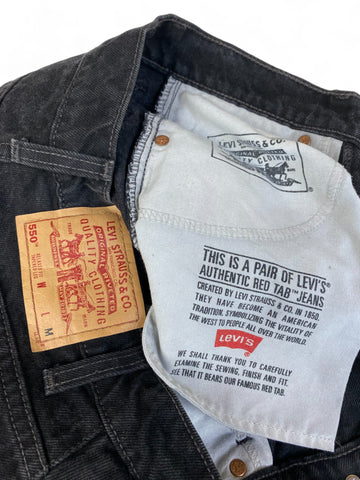 LEVI STRAUSS & CO.
ORIGINAL RIVETED
QUALITY CLOTHING
THIS IS A PAIR OF LEVI'S®
AUTHENTIC RED TAB™ JEANS
CREATED BY LEVI STRAUSS & CO. IN 1850.
THEY HAVE BECOME AN AMERICAN
TRADITION, SYMBOLIZING THE VITALITY OF
THE WEST TO PEOPLE ALL OVER THE WORLD.
Levi's
WE SHALL THANK YOU TO CAREFULLY
EXAMINE THE SEWING, FINISH AND FIT.
SEE THAT IT BEARS OUR FAMOUS RED TAB.
LEVI STRAUSS & CO
ORIGINAL RIVETED
QUALITY CLOTHING
550™
W
L
M